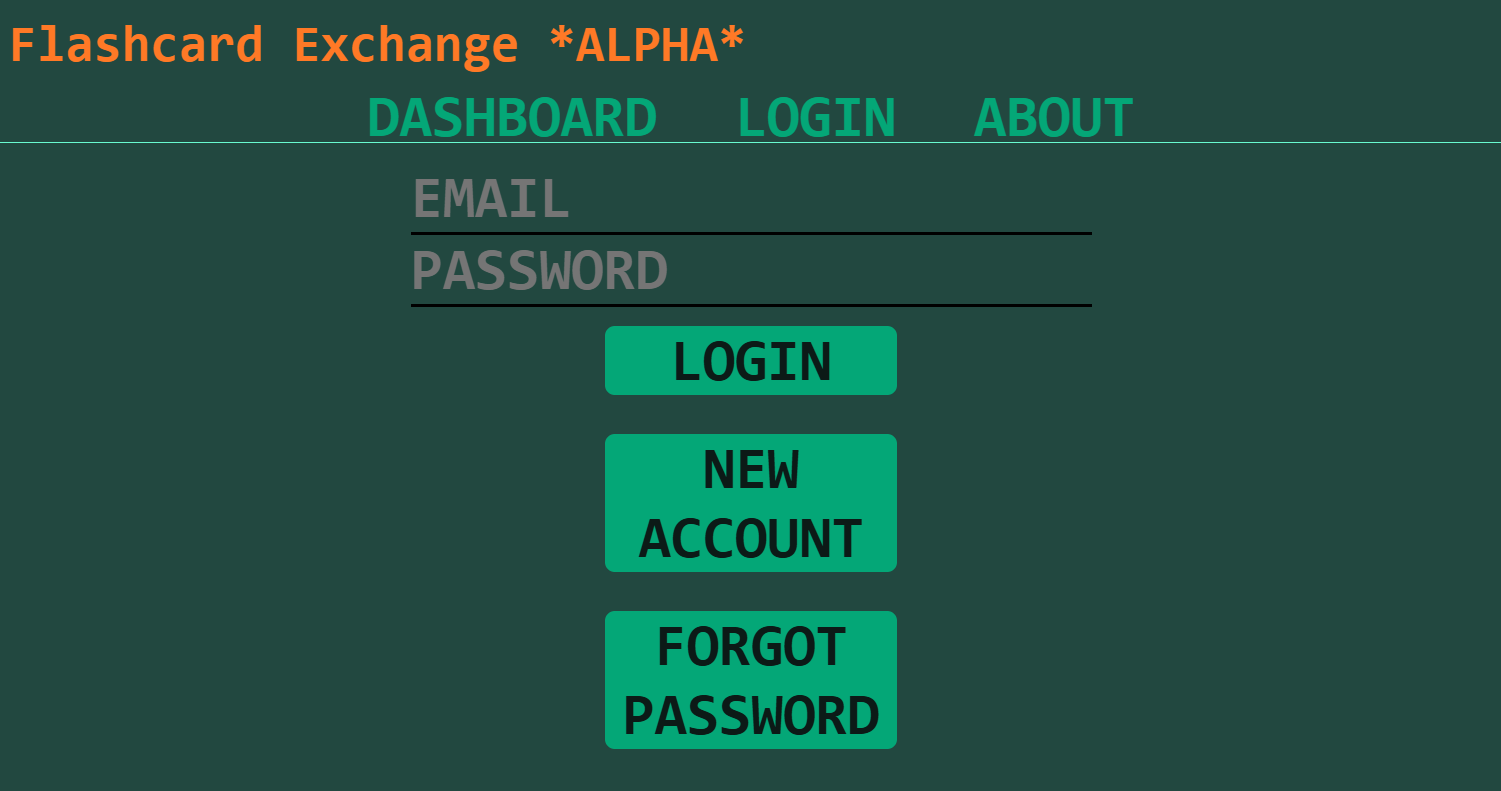 Flashcard Exchange *ALPHA*
DASHBOARD LOGIN ABOUT
EMAIL
PASSWORD
LOGIN
NEW
ACCOUNT
FORGOT
PASSWORD